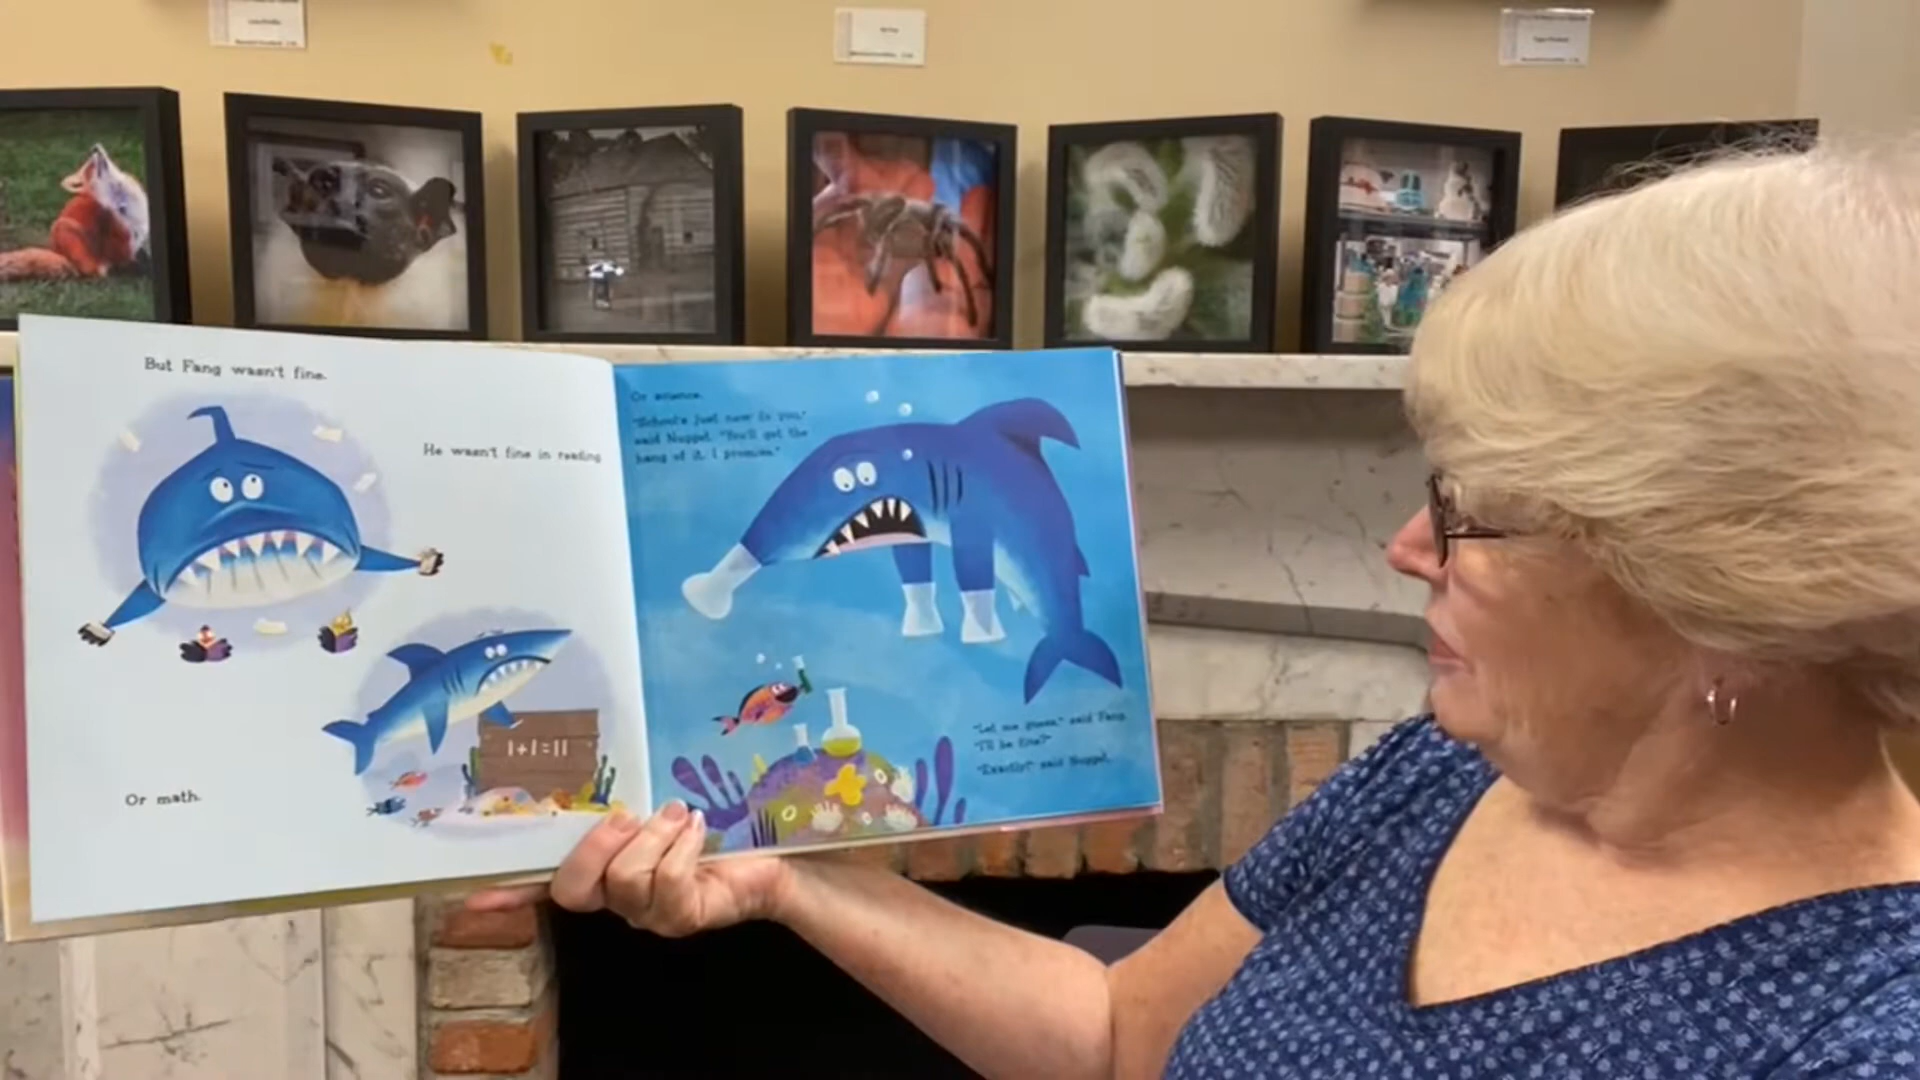 But Fang wasn't fine.
He wasn't fine in reading
1+1=11
Or math.
Or science.
"School's just new to you,"
said Nugget. "You'll get the
hang of it, I promise."
"Let me guess," said Fang.
"I'll be fine?"
"Exactly!" said Nugget.